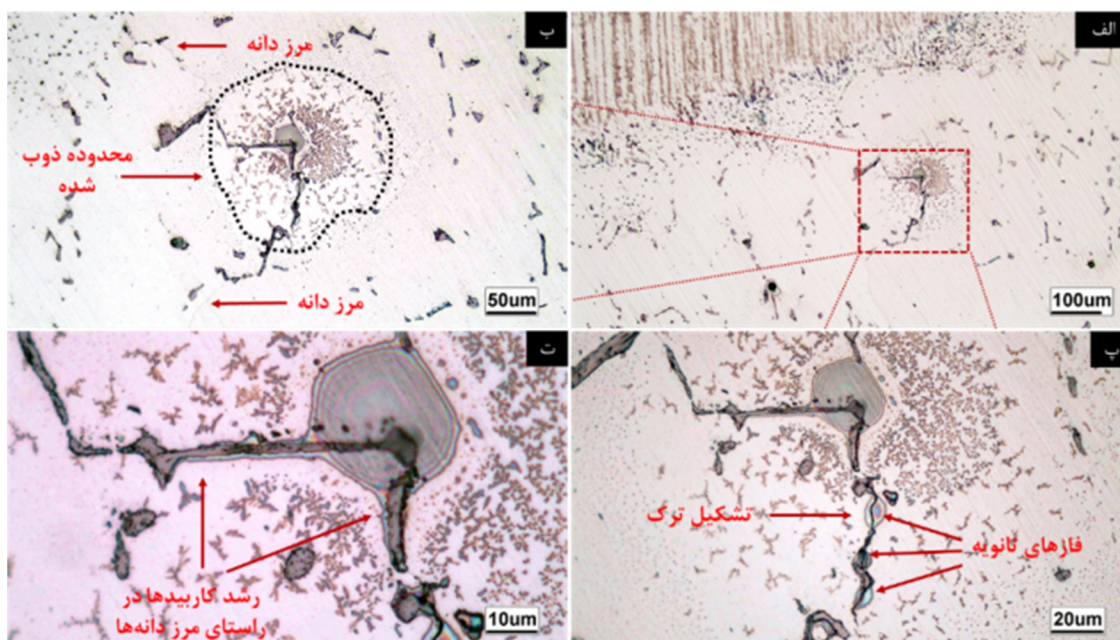 الف
100um
ب
مرز دانه
محدوده ذوب
شده
مرز دانه
50um
پ
تشکیل ترک
فازهای ثانویه
20um
ت
رشد کاربیدها در
راستای مرز دانه‌ها
10um